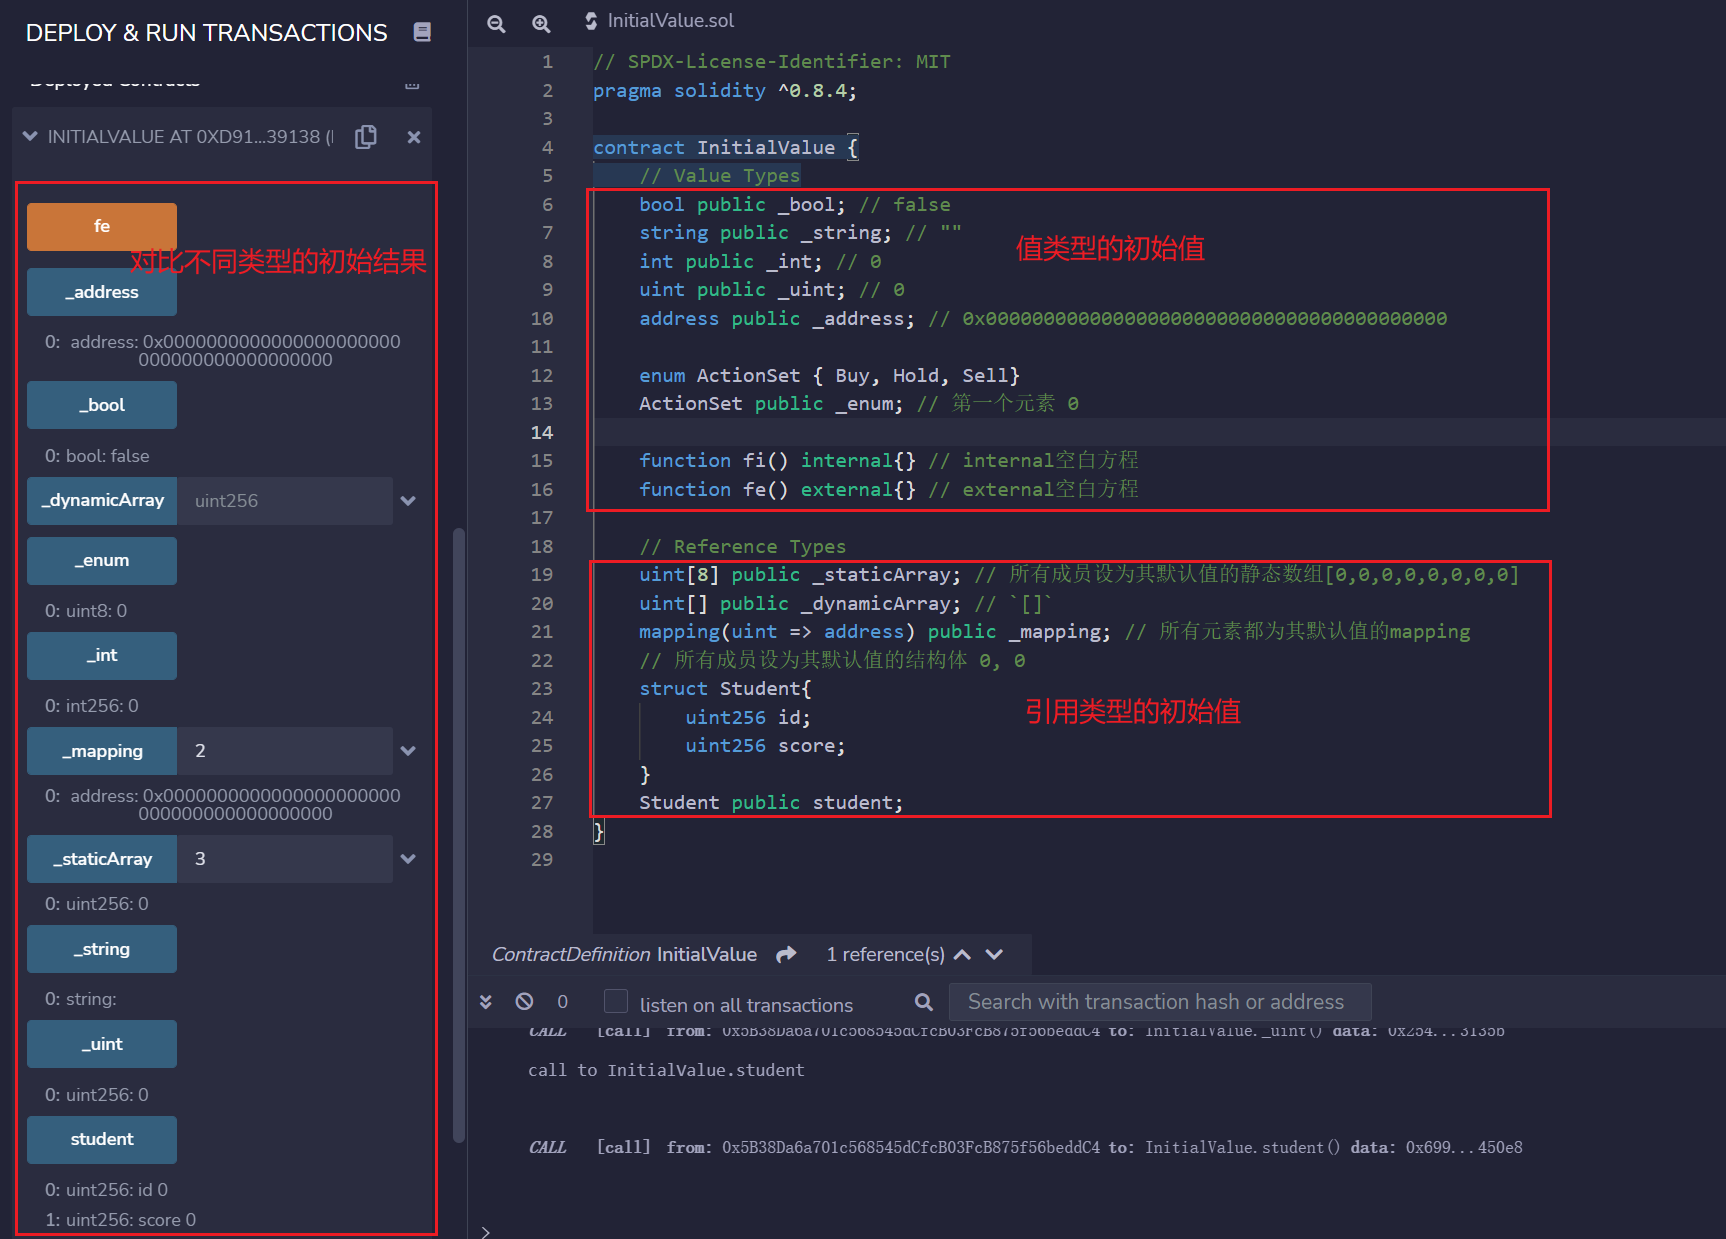 DEPLOY & RUN TRANSACTIONS
Deployed Contracts
INITIALVALUE AT 0XD91...39138 (
对比不同类型的初始结果
fe
_address
0: address: 0x0000000000000000000000
000000000000000000
_bool
0: bool: false
_dynamicArray uint256
_enum
0: uint8: 0
_int
0: int256: 0
_mapping 2
0: address: 0x0000000000000000000000
000000000000000000
_staticArray 3
0: uint256: 0
_string
0: string:
_uint
0: uint256: 0
student
0: uint256: id 0
1: uint256: score 0
InitialValue.sol
1 // SPDX-License-Identifier: MIT
2 pragma solidity ^0.8.4;
3
4 contract InitialValue {
5 // Value Types
6 bool public _bool; // false
7 string public _string; // ""
值类型的初始值
8 int public _int; // 0
9 uint public _uint; // 0
10 address public _address; // 0x0000000000000000000000000000000000000000
11
12 enum ActionSet { Buy, Hold, Sell}
13 ActionSet public _enum; // 第一个元素 0
14
15 function fi() internal{} // internal空白方程
16 function fe() external{} // external空白方程
17
18 // Reference Types
19 uint[8] public _staticArray; // 所有成员设为其默认值的静态数组[0,0,0,0,0,0,0,0]
20 uint[] public _dynamicArray; // `[]`
21 mapping(uint => address) public _mapping; // 所有元素都为其默认值的mapping
22 // 所有成员设为其默认值的结构体 0, 0
23 struct Student{
24 uint256 id;
引用类型的初始值
25 uint256 score;
26 }
27 Student public student;
28 }
29
ContractDefinition InitialValue 1 reference(s)
0 listen on all transactions Search with transaction hash or address
CALL [call] from: 0x5B38Da6a701c568545dCfcB03FcB875f56beddC4 to: InitialValue._uint() data: 0x254...3135b
call to InitialValue.student
CALL [call] from: 0x5B38Da6a701c568545dCfcB03FcB875f56beddC4 to: InitialValue.student() data: 0x699...450e8
>